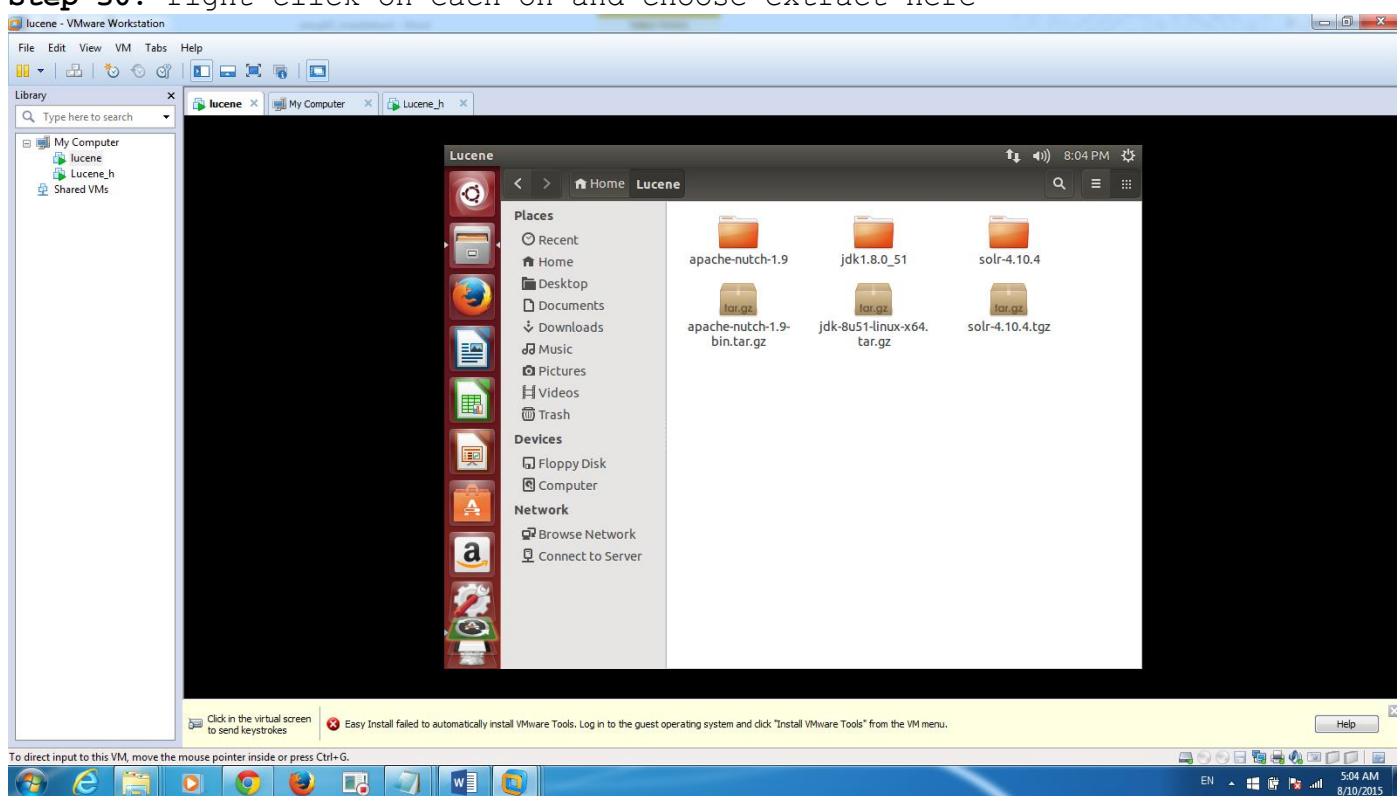 Step 30: right click on each on and choose extract here
lucene - VMware Workstation
File Edit View VM Tabs Help
Library
Type here to search
My Computer
lucene
Lucene_h
Shared VMs
lucene
My Computer
Lucene_h
Lucene
8:04 PM
Home Lucene
Places
Recent
Home
Desktop
Documents
Downloads
Music
Pictures
Videos
Trash
Devices
Floppy Disk
Computer
Network
Browse Network
Connect to Server
apache-nutch-1.9
jdk1.8.0_51
solr-4.10.4
tar.gz
tar.gz
tar.gz
apache-nutch-1.9-
bin.tar.gz
jdk-8u51-linux-x64.
tar.gz
solr-4.10.4.tgz
a
Click in the virtual screen
to send keystrokes
Easy Install failed to automatically install VMware Tools. Log in to the guest operating system and click "Install VMware Tools" from the VM menu.
Help
To direct input to this VM, move the mouse pointer inside or press Ctrl+G.
EN
5:04 AM
8/10/2015